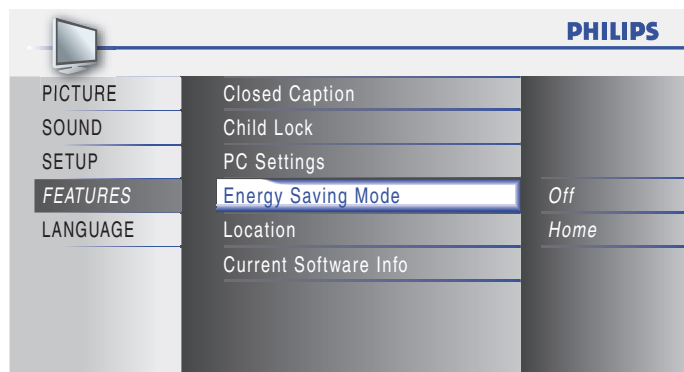 PHILIPS
PICTURE
SOUND
SETUP
FEATURES
LANGUAGE
Closed Caption
Child Lock
PC Settings
Energy Saving Mode
Location
Current Software Info
Off
Home